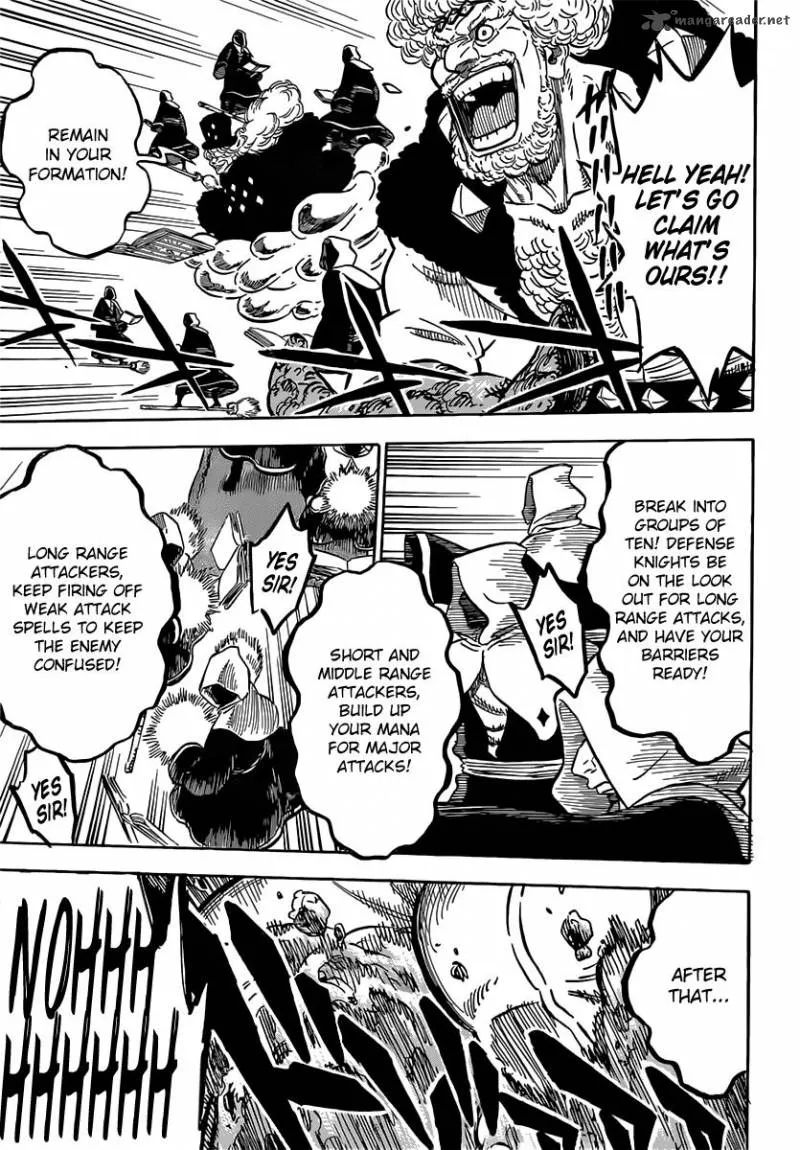 mangareader.net
HELL YEAH!
LET'S GO
CLAIM
WHAT'S
OURS!!
REMAIN
IN YOUR
FORMATION!
BREAK INTO
GROUPS OF
TEN! DEFENSE
KNIGHTS BE
ON THE LOOK
OUT FOR LONG
RANGE ATTACKS,
AND HAVE YOUR
BARRIERS
READY!
YES
SIR!
SHORT AND
MIDDLE RANGE
ATTACKERS,
BUILD UP
YOUR MANA
FOR MAJOR
ATTACKS!
YES
SIR!
LONG RANGE
ATTACKERS,
KEEP FIRING OFF
WEAK ATTACK
SPELLS TO KEEP
THE ENEMY
CONFUSED!
YES
SIR!
AFTER
THAT...
NOHHH
HHHHHHH